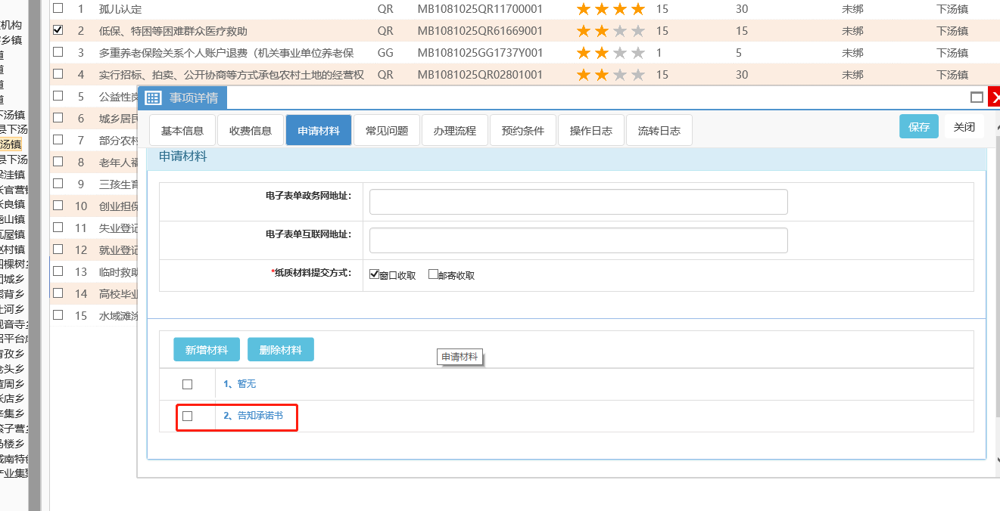 1 孤儿认定 QR MB1081025QR11700001 15 30 未绑 下汤镇
2 低保、特困等困难群众医疗救助 QR MB1081025QR61669001 15 15 未绑 下汤镇
3 多重养老保险关系个人账户退费（机关事业单位养老保 GG MB1081025GG1737Y001 1 5 未绑 下汤镇
4 实行招标、拍卖、公开协商等方式承包农村土地的经营权 QR MB1081025QR02801001 15 30 未绑 下汤镇
5 公益性
6 城乡居民
7 部分农村
8 老年人福
9 三孩生育
10 创业担保
11 失业登记
12 就业登记
13 临时救助
14 高校毕业
15 水域滩涂
机构
乡镇
下汤镇
县下汤
汤镇
县下汤
梁洼镇
张官营镇
张良镇
尧山镇
瓦屋镇
赵村镇
四棵树
团城乡
熊背乡
土河乡
观音寺
昭平台
背孜乡
仓头乡
董周乡
张店乡
辛集乡
滚子营
马楼乡
城南特
产业集聚
事项详情
基本信息 收费信息 申请材料 常见问题 办理流程 预约条件 操作日志 流转日志 保存 关闭
申请材料
电子表单政务网地址：
电子表单互联网地址：
*纸质材料提交方式： 窗口收取 邮寄收取
新增材料 删除材料
申请材料
1、暂无
2、告知承诺书